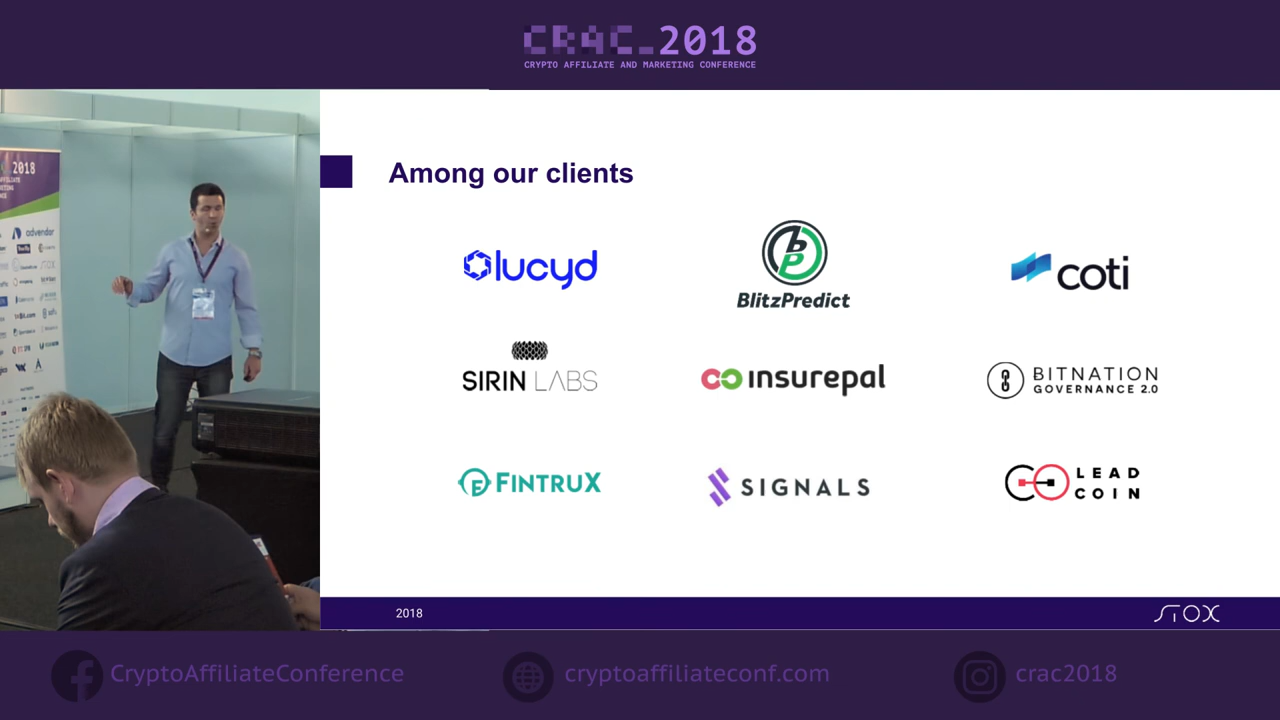 CRAC_2018
CRYPTO AFFILIATE AND MARKETING CONFERENCE
2018
advendor
Among our clients
lucyd
BlitzPredict
coti
SIRIN LABS
insurepal
BITNATION
GOVERNANCE 2.0
FINTRUX
SIGNALS
LEAD
COIN
2018
STOX
CryptoAffiliateConference
cryptoaffiliateconf.com
crac2018